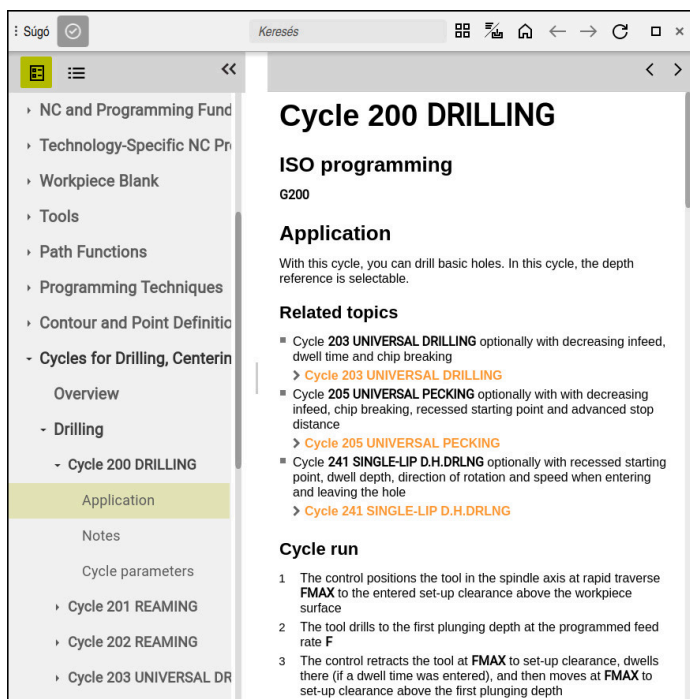 Súgó
Keresés
NC and Programming Fund
Technology-Specific NC Pr
Workpiece Blank
Tools
Path Functions
Programming Techniques
Contour and Point Definitio
Cycles for Drilling, Centerin
Overview
Drilling
Cycle 200 DRILLING
Application
Notes
Cycle parameters
Cycle 201 REAMING
Cycle 202 REAMING
Cycle 203 UNIVERSAL DR
Cycle 200 DRILLING
ISO programming
G200
Application
With this cycle, you can drill basic holes. In this cycle, the depth
reference is selectable.
Related topics
Cycle 203 UNIVERSAL DRILLING optionally with decreasing infeed,
dwell time and chip breaking
Cycle 203 UNIVERSAL DRILLING
Cycle 205 UNIVERSAL PECKING optionally with with decreasing
infeed, chip breaking, recessed starting point and advanced stop
distance
Cycle 205 UNIVERSAL PECKING
Cycle 241 SINGLE-LIP D.H.DRLNG optionally with recessed starting
point, dwell depth, direction of rotation and speed when entering
and leaving the hole
Cycle 241 SINGLE-LIP D.H.DRLNG
Cycle run
1 The control positions the tool in the spindle axis at rapid traverse
FMAX to the entered set-up clearance above the workpiece
surface
2 The tool drills to the first plunging depth at the programmed feed
rate F
3 The control retracts the tool at FMAX to set-up clearance, dwells
there (if a dwell time was entered), and then moves at FMAX to
set-up clearance above the first plunging depth